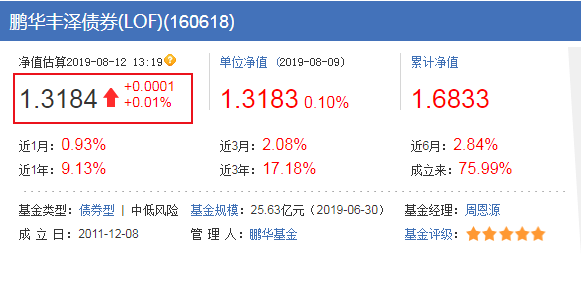 鹏华丰泽债券(LOF)(160618)
净值估算2019-08-12 13:19? 单位净值 (2019-08-09) 累计净值
1.3184 +0.0001 +0.01% 1.3183 0.10% 1.6833
近1月：0.93% 近3月：2.08% 近6月：2.84%
近1年：9.13% 近3年：17.18% 成立来：75.99%
基金类型：债券型 | 中低风险 基金规模：25.63亿元（2019-06-30） 基金经理：周恩源
成 立 日：2011-12-08 管 理 人：鹏华基金 基金评级：